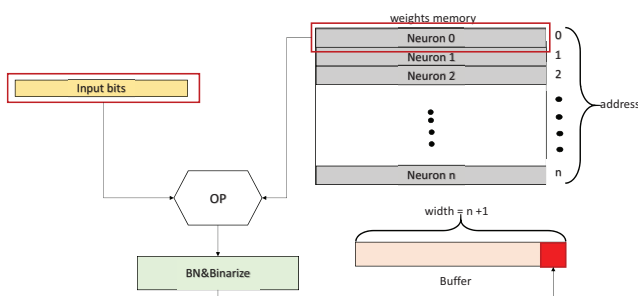 weights memory
Neuron 0
0
Neuron 1
1
Neuron 2
2
Input bits
address
Neuron n
n
OP
width = n +1
BN&Binarize
Buffer